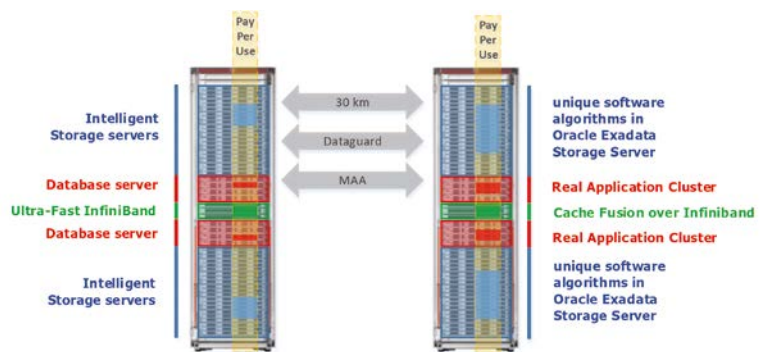 Pay
Per
Use
Pay
Per
Use
Intelligent
Storage servers
30 km
unique software
algorithms in
Oracle Exadata
Storage Server
Dataguard
Database server
MAA
Real Application Cluster
Ultra-Fast InfiniBand
Cache Fusion over Infiniband
Database server
Real Application Cluster
Intelligent
Storage servers
unique software
algorithms in
Oracle Exadata
Storage Server